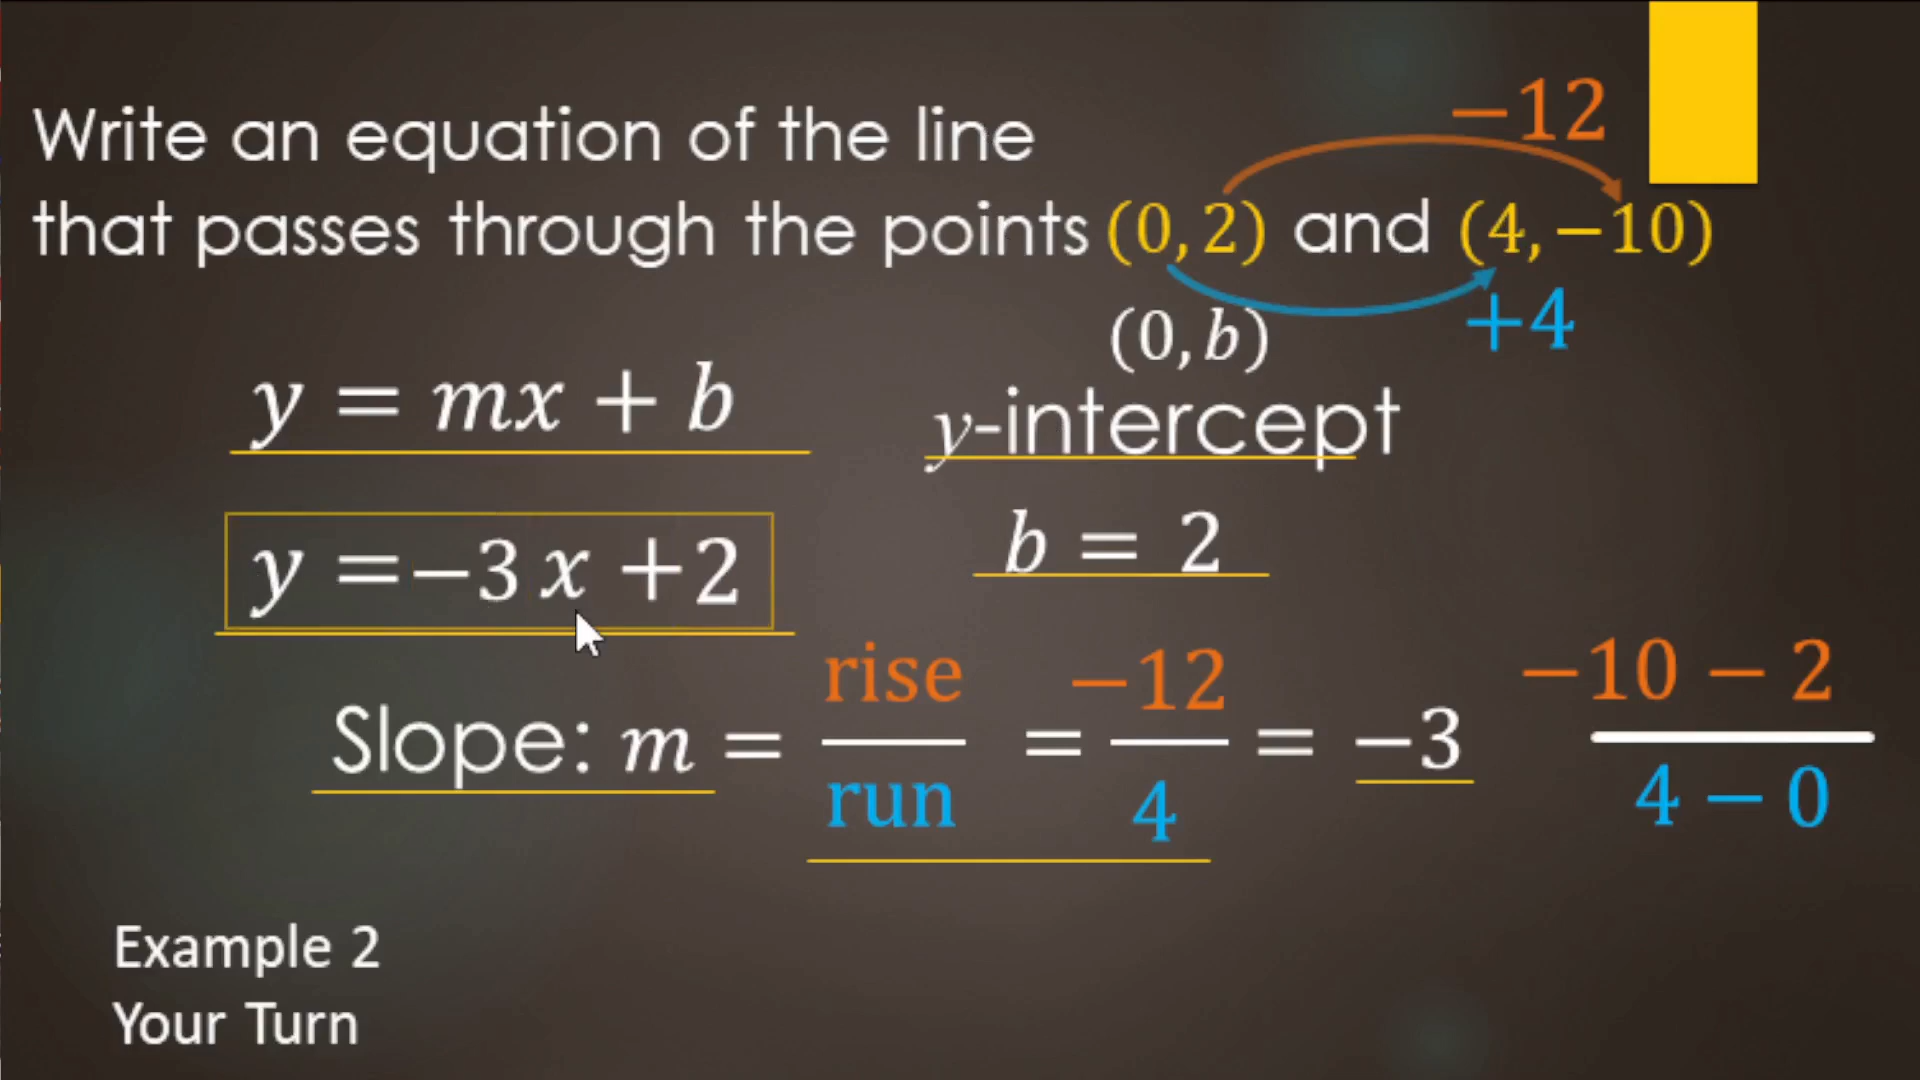 −12
Write an equation of the line
that passes through the points (0, 2) and (4, −10)
+4
(0, b)
y = mx + b
y-intercept
y = −3 x +2
b = 2
Slope: m = rise/run = −12/4 = −3
−10 − 2
4 − 0
Example 2
Your Turn